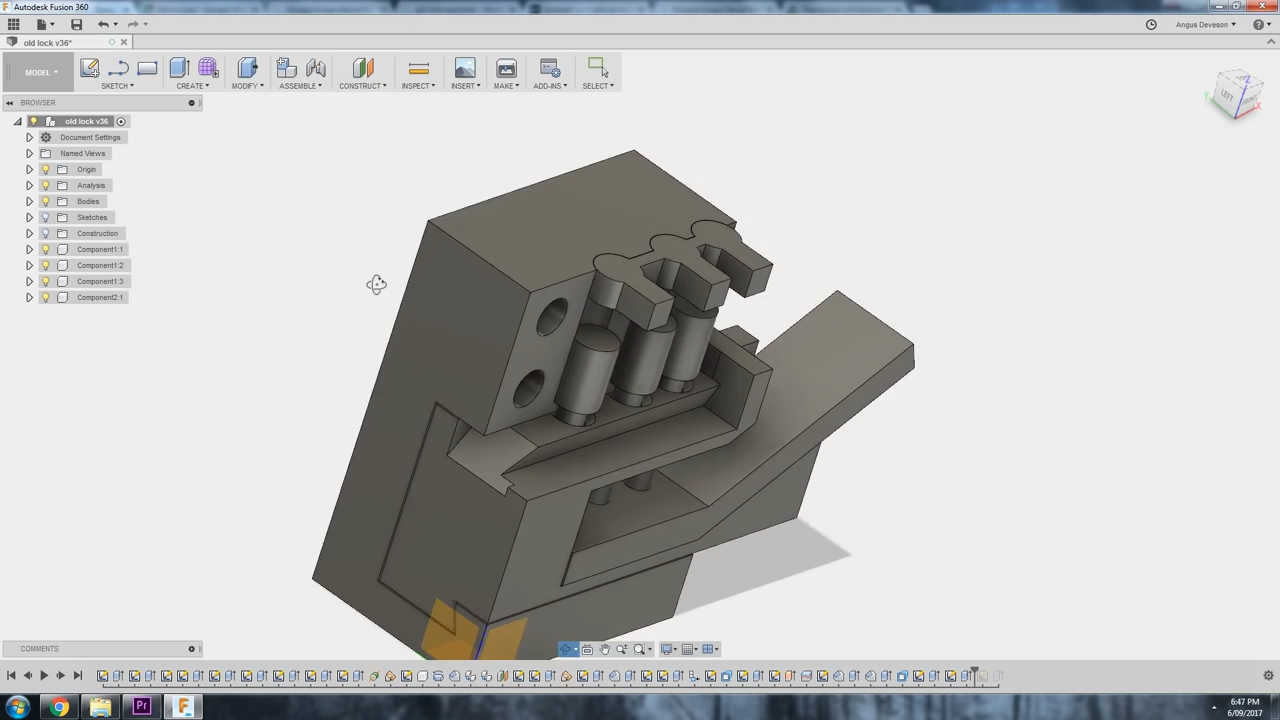 Autodesk Fusion 360
Angus Deveson
old lock v36*
MODEL
SKETCH
CREATE
MODIFY
ASSEMBLE
CONSTRUCT
INSPECT
INSERT
MAKE
ADD-INS
SELECT
BROWSER
LEFT
Z
Y
X
old lock v36
Document Settings
Named Views
Origin
Analysis
Bodies
Sketches
Construction
Component1:1
Component1:2
Component1:3
Component2:1
COMMENTS
Pr
F
6:47 PM
6/09/2017